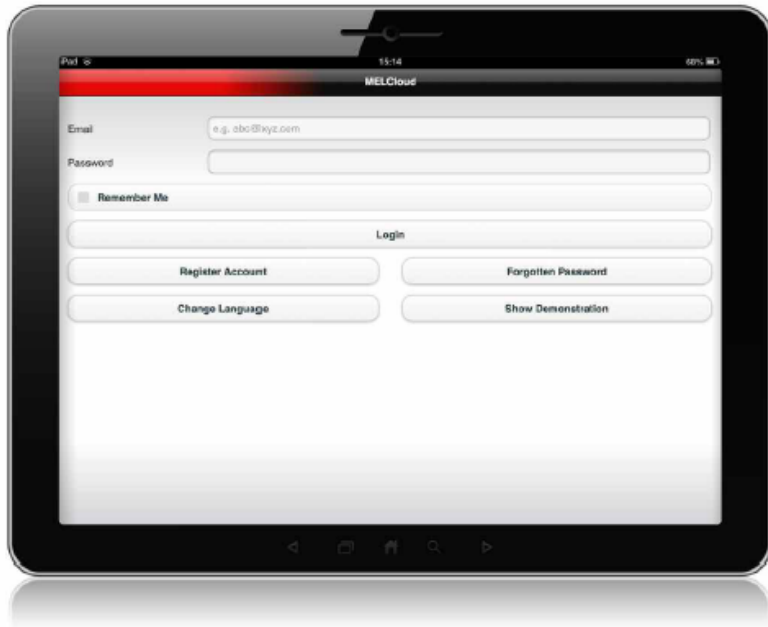 iPad 15:14 68%
MELCloud
Email e.g. abc@xyz.com
Password
Remember Me
Login
Register Account Forgotten Password
Change Language Show Demonstration